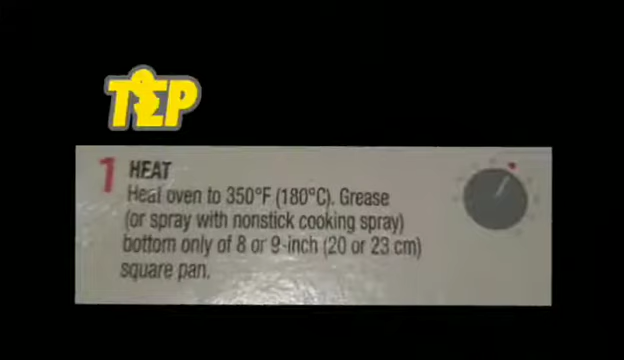 TEP
1 HEAT
Heat oven to 350°F (180°C). Grease
(or spray with nonstick cooking spray)
bottom only of 8 or 9-inch (20 or 23 cm)
square pan.